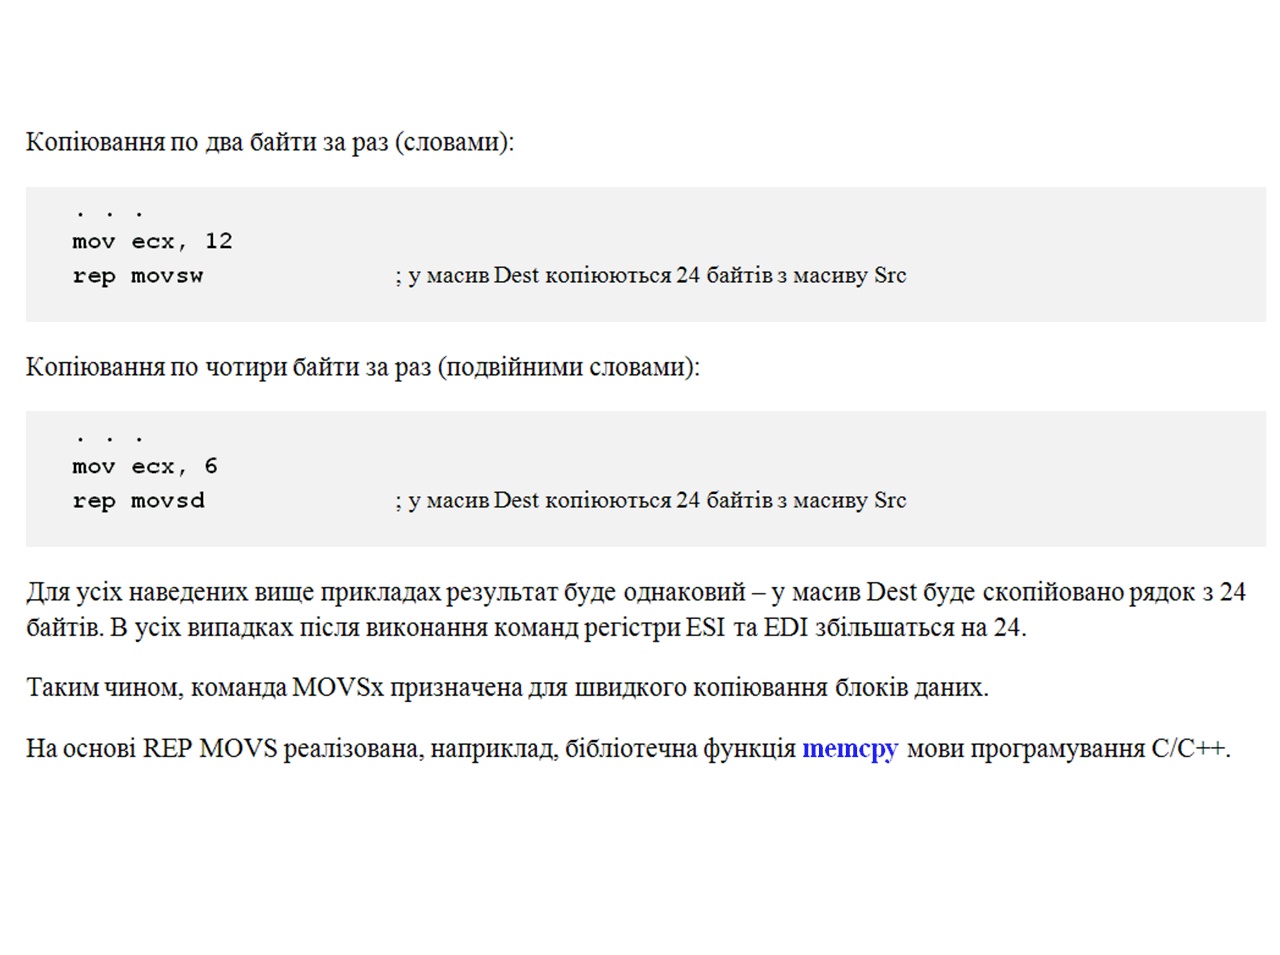 Копіювання по два байти за раз (словами):
. . .
mov ecx, 12
rep movsw ; у масив Dest копіюються 24 байтів з масиву Src
Копіювання по чотири байти за раз (подвійними словами):
. . .
mov ecx, 6
rep movsd ; у масив Dest копіюються 24 байтів з масиву Src
Для усіх наведених вище прикладах результат буде однаковий – у масив Dest буде скопійовано рядок з 24
байтів. В усіх випадках після виконання команд регістри ESI та EDI збільшаться на 24.
Таким чином, команда MOVSx призначена для швидкого копіювання блоків даних.
На основі REP MOVS реалізована, наприклад, бібліотечна функція memcpy мови програмування C/C++.